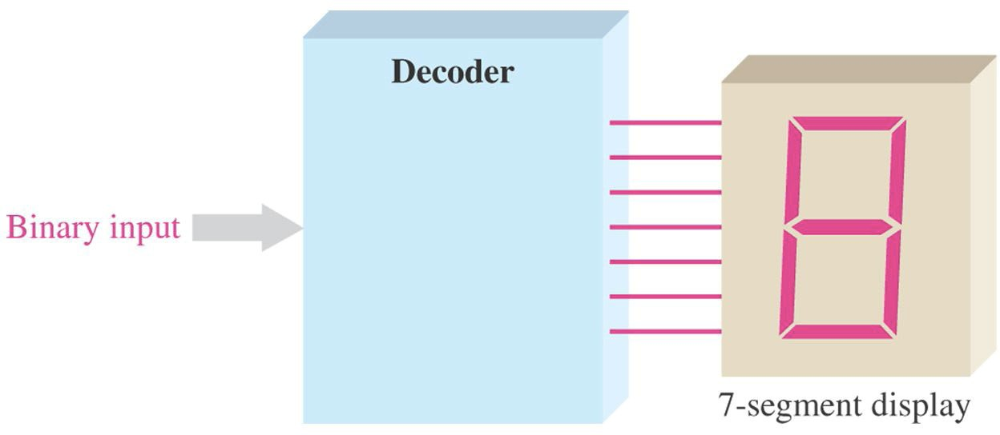 Decoder
Binary input
7-segment display